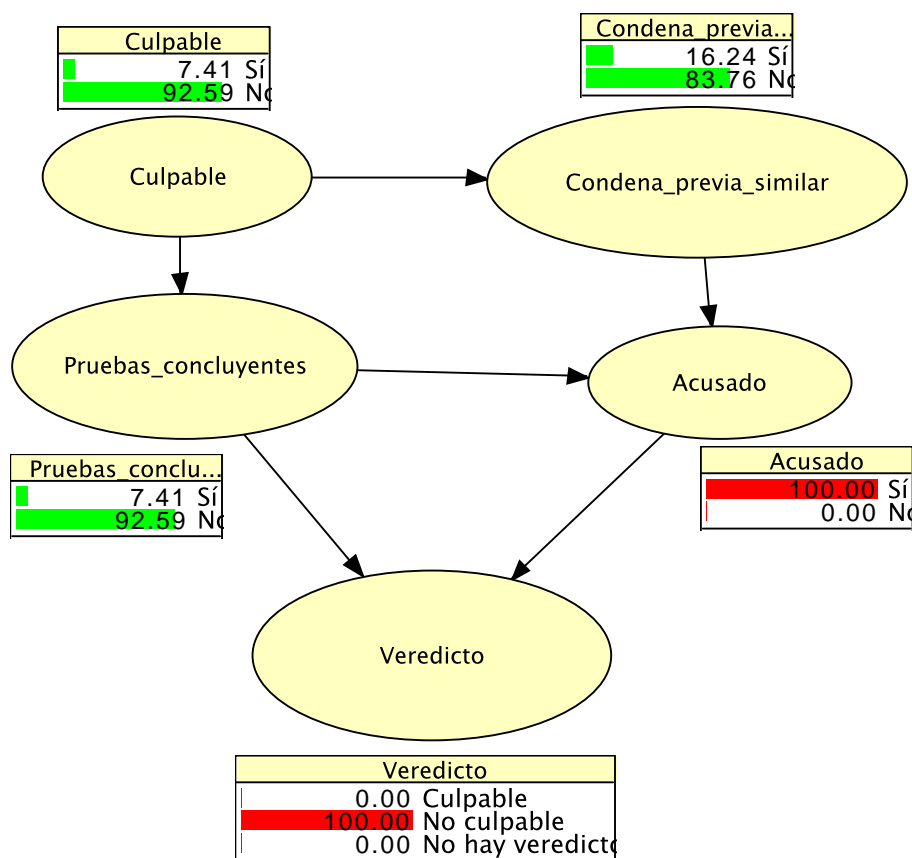 Culpable
7.41 Sí
92.59 No
Condena_previa...
16.24 Sí
83.76 No
Culpable
Condena_previa_similar
Pruebas_concluyentes
Acusado
Pruebas_conclu...
7.41 Sí
92.59 No
Acusado
100.00 Sí
0.00 No
Veredicto
Veredicto
0.00 Culpable
100.00 No culpable
0.00 No hay veredicto